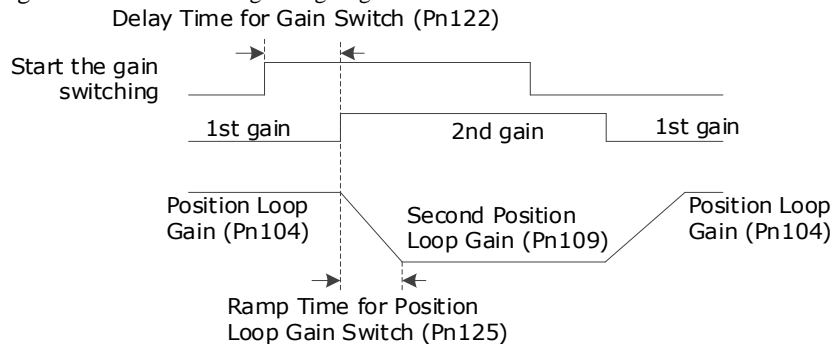 Delay Time for Gain Switch (Pn122)
Start the gain
switching
1st gain
2nd gain
1st gain
Position Loop
Gain (Pn104)
Second Position
Loop Gain (Pn109)
Position Loop
Gain (Pn104)
Ramp Time for Position
Loop Gain Switch (Pn125)